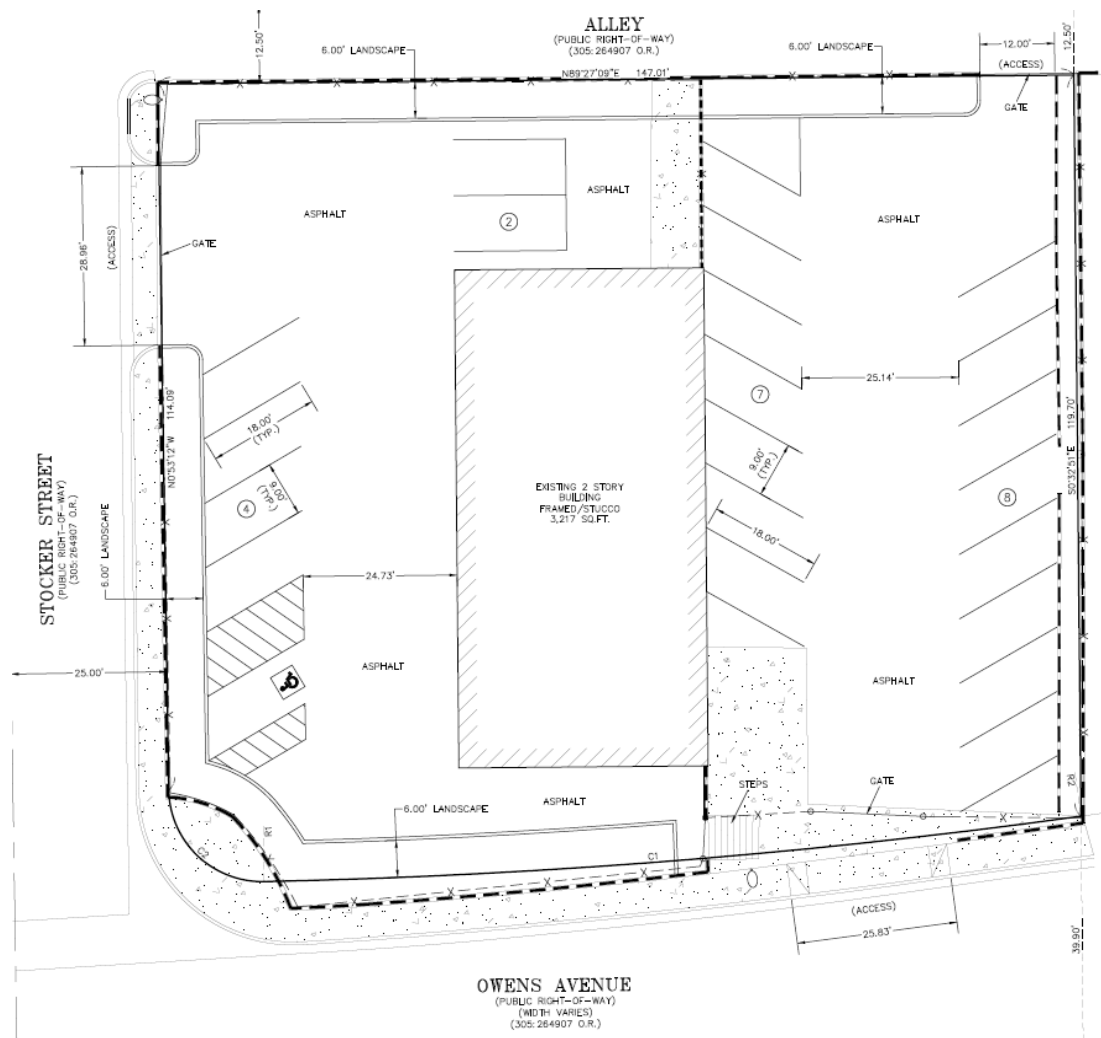 ALLEY
(PUBLIC RIGHT-OF-WAY)
(305:264907 O.R.)
12.50'
6.00' LANDSCAPE
6.00' LANDSCAPE
12.00'
(ACCESS)
12.50'
N89°27'09"E 147.01'
GATE
ASPHALT
ASPHALT
2
ASPHALT
28.96'
(ACCESS)
GATE
25.14'
7
18.00'
(TYP.)
N0°53'12"W 114.09'
S0°32'51"E 119.70'
9.00'
(TYP.)
9.00'
(TYP.)
4
8
EXISTING 2 STORY
BUILDING
FRAMED/STUCCO
3,217 SQ.FT.
18.00'
STOCKER STREET
(PUBLIC RIGHT-OF-WAY)
(305:264907 O.R.)
6.00' LANDSCAPE
24.73'
25.00'
ASPHALT
ASPHALT
STEPS
GATE
R2
6.00' LANDSCAPE
ASPHALT
R1
C2
C1
(ACCESS)
25.83'
39.90'
OWENS AVENUE
(PUBLIC RIGHT-OF-WAY)
(WIDTH VARIES)
(305:264907 O.R.)